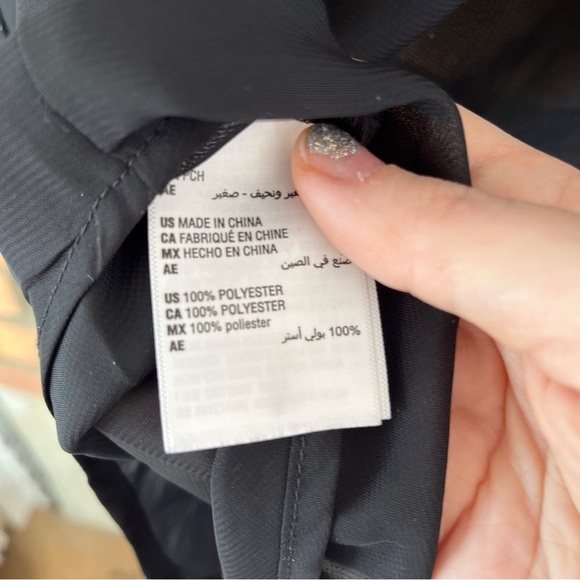 PCH
AE ونحيف - صغير
US MADE IN CHINA
CA FABRIQUÉ EN CHINE
MX HECHO EN CHINA
AE صنع في الصين
US 100% POLYESTER
CA 100% POLYESTER
MX 100% poliester
AE 100% بولي أستر